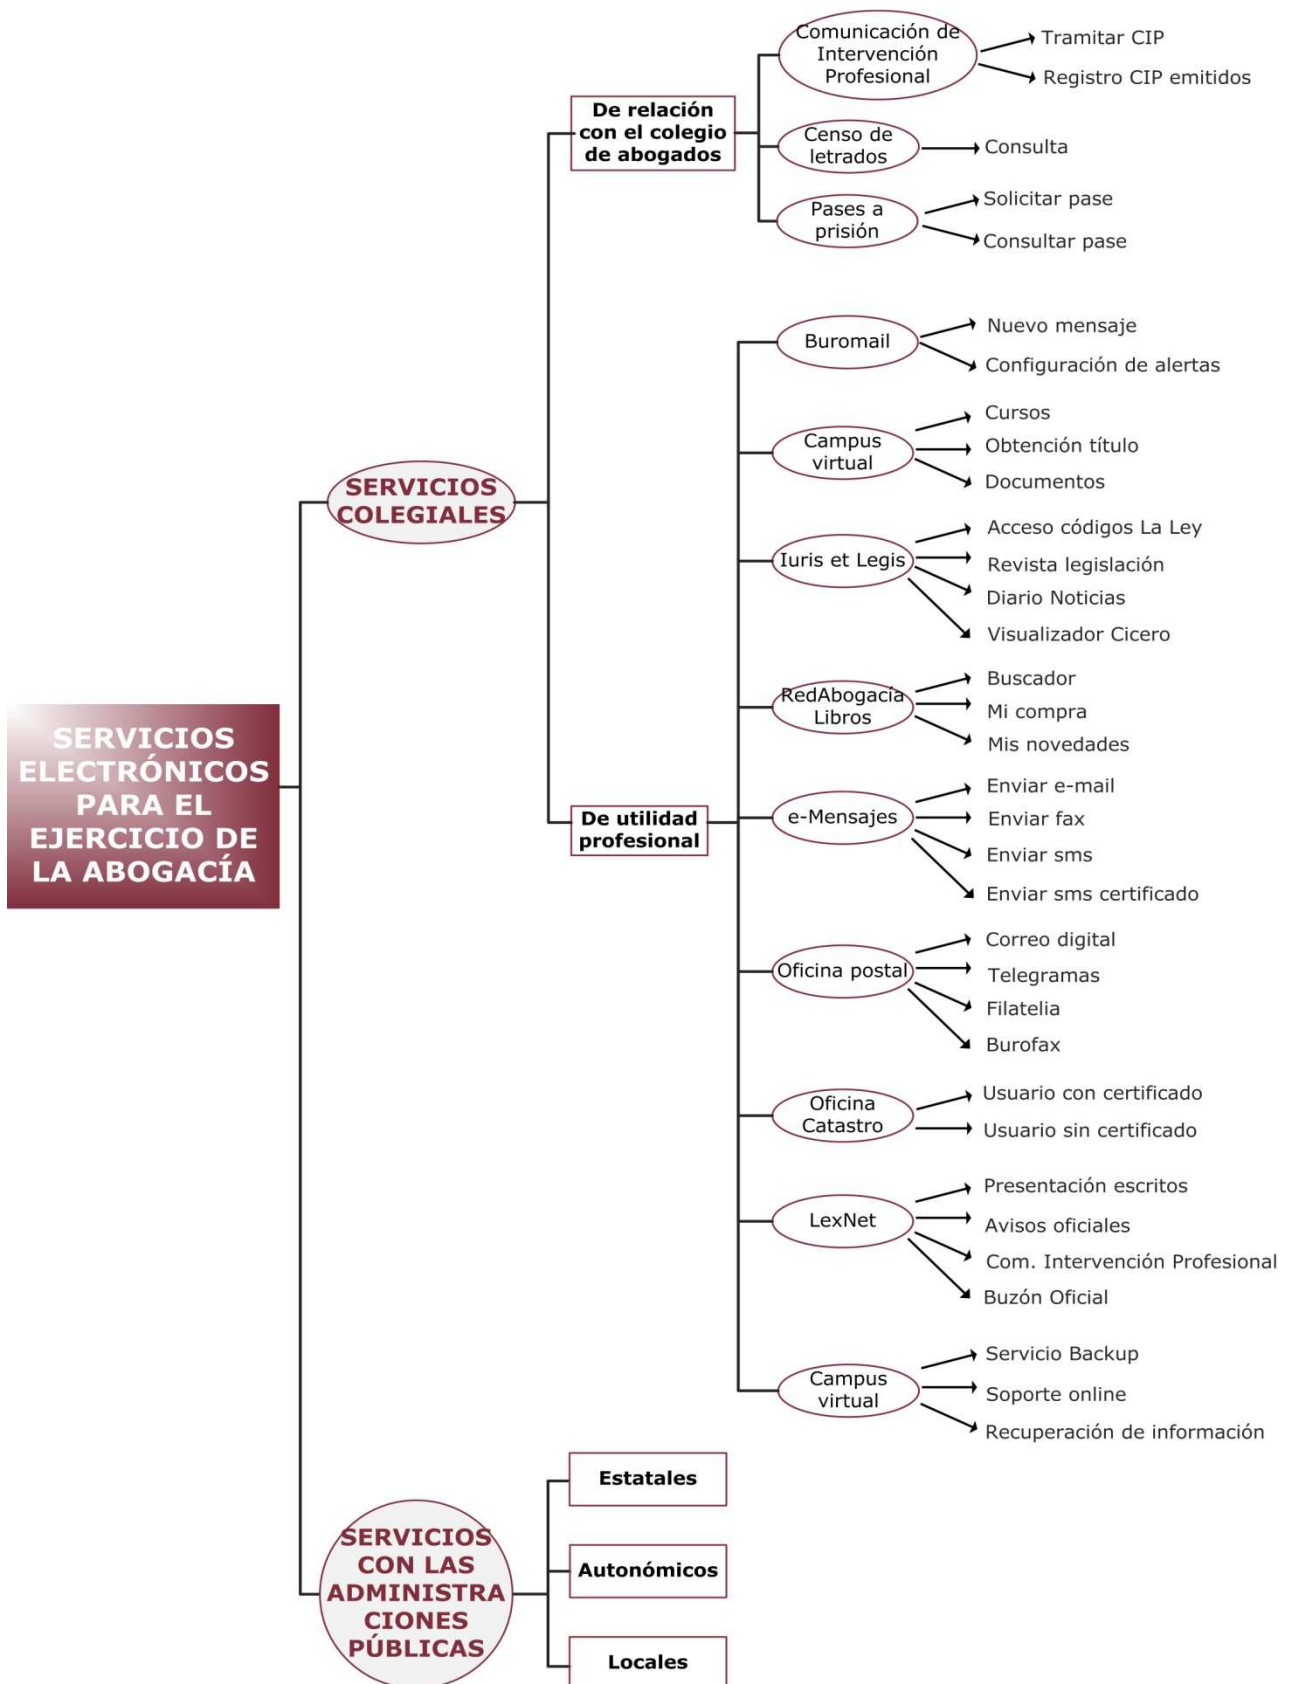 SERVICIOS
ELECTRÓNICOS
PARA EL
EJERCICIO DE
LA ABOGACÍA
SERVICIOS
COLEGIALES
De relación
con el colegio
de abogados
Comunicación de
Intervención
Profesional
Tramitar CIP
Registro CIP emitidos
Censo de
letrados
Consulta
Pases a
prisión
Solicitar pase
Consultar pase
De utilidad
profesional
Buromail
Nuevo mensaje
Configuración de alertas
Campus
virtual
Cursos
Obtención título
Documentos
Iuris et Legis
Acceso códigos La Ley
Revista legislación
Diario Noticias
Visualizador Cicero
RedAbogacía
Libros
Buscador
Mi compra
Mis novedades
e-Mensajes
Enviar e-mail
Enviar fax
Enviar sms
Enviar sms certificado
Oficina postal
Correo digital
Telegramas
Filatelia
Burofax
Oficina
Catastro
Usuario con certificado
Usuario sin certificado
LexNet
Presentación escritos
Avisos oficiales
Com. Intervención Profesional
Buzón Oficial
Campus
virtual
Servicio Backup
Soporte online
Recuperación de información
SERVICIOS
CON LAS
ADMINISTRA
CIONES
PÚBLICAS
Estatales
Autonómicos
Locales